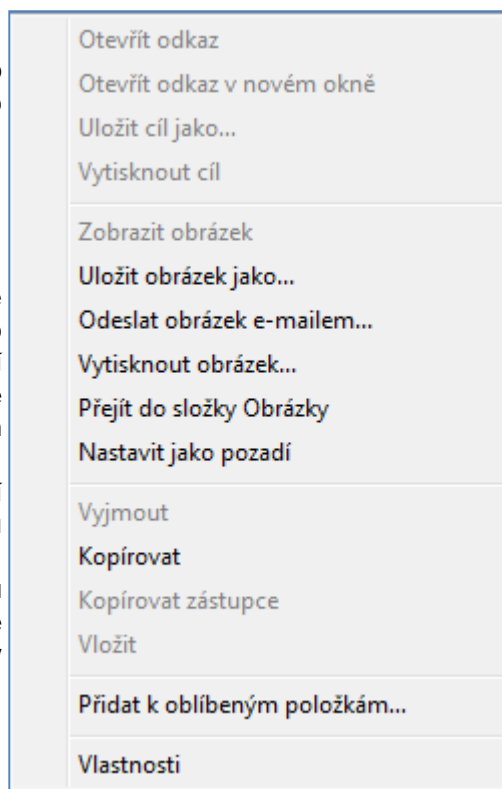 Otevřít odkaz
Otevřít odkaz v novém okně
Uložit cíl jako...
Vytisknout cíl
Zobrazit obrázek
Uložit obrázek jako...
Odeslat obrázek e-mailem...
Vytisknout obrázek...
Přejít do složky Obrázky
Nastavit jako pozadí
Vyjmout
Kopírovat
Kopírovat zástupce
Vložit
Přidat k oblíbeným položkám...
Vlastnosti